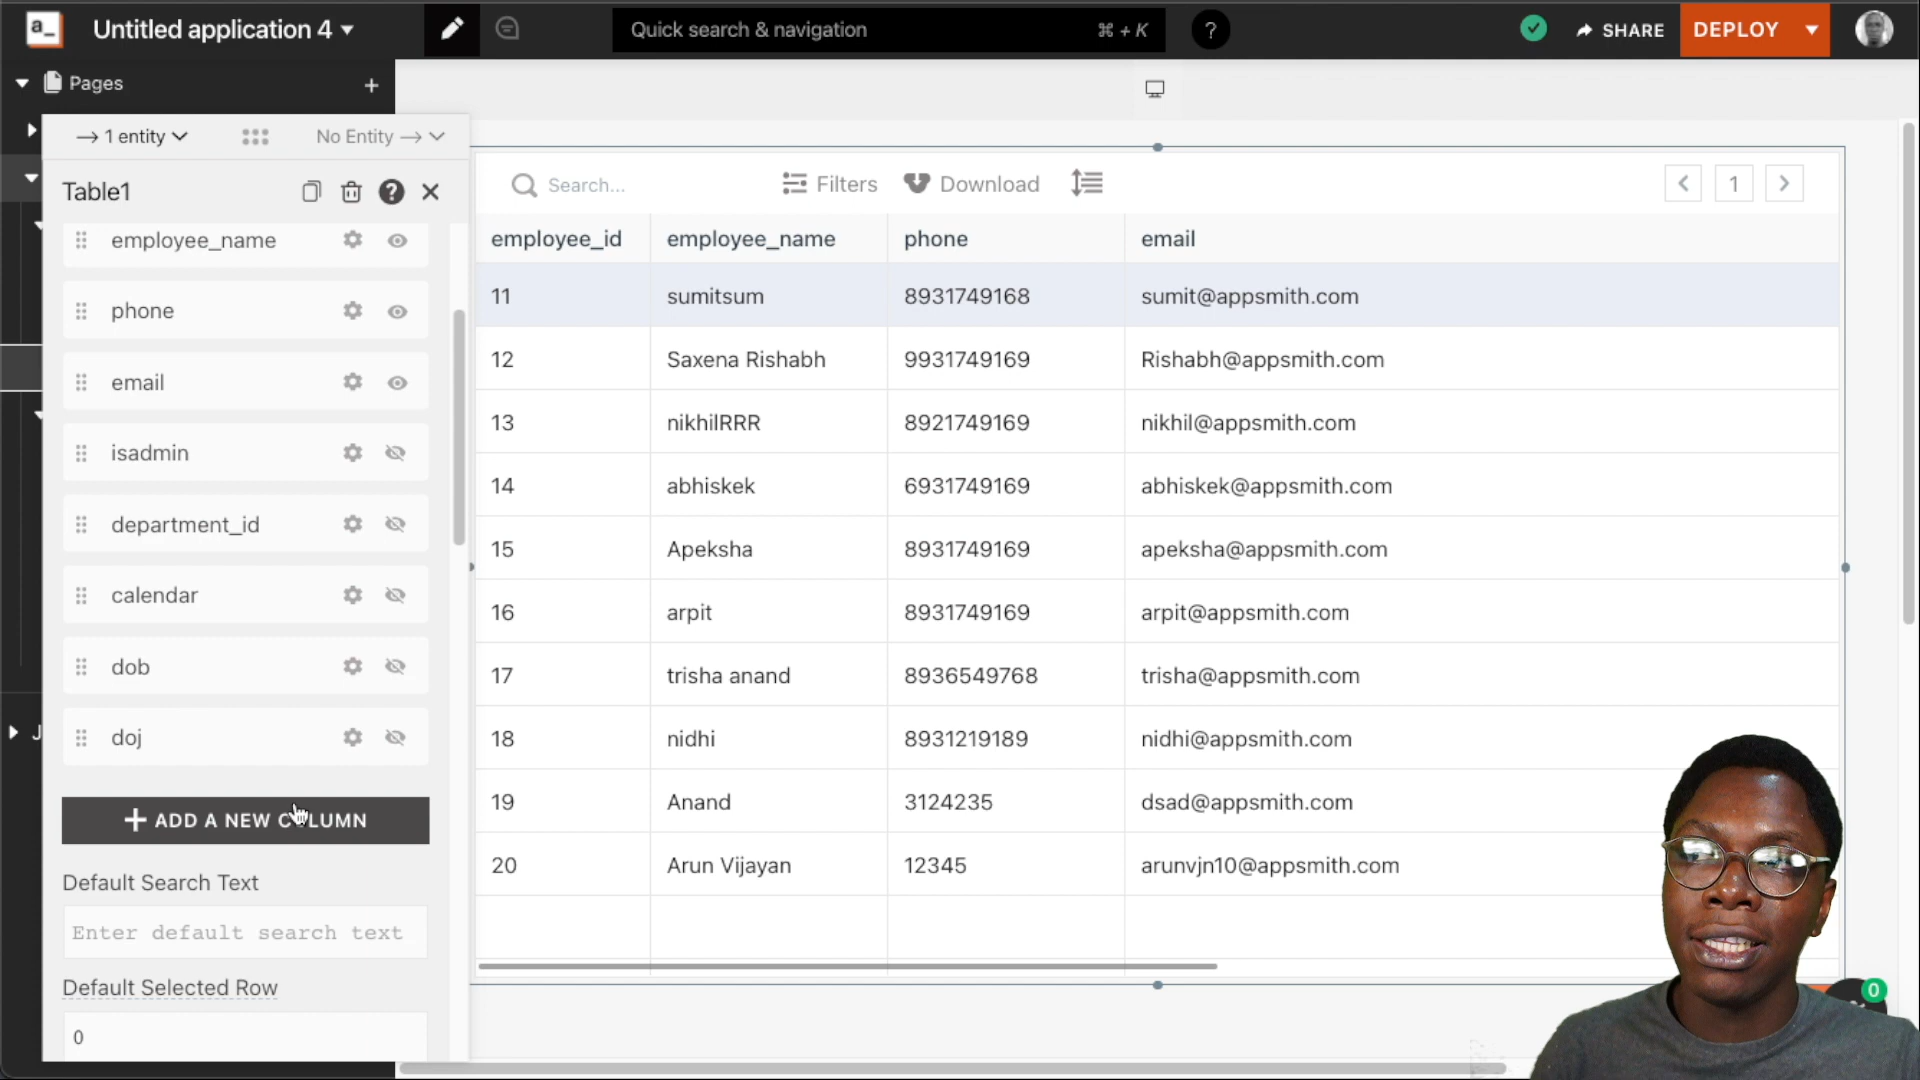 a_ Untitled application 4 Quick search & navigation ⌘ + K ? SHARE DEPLOY
Pages +
→ 1 entity No Entity →
Table1
employee_name
phone
email
isadmin
department_id
calendar
dob
doj
+ ADD A NEW COLUMN
Default Search Text
Enter default search text
Default Selected Row
0
Search... Filters Download < 1 >
employee_id employee_name phone email
11 sumitsum 8931749168 sumit@appsmith.com
12 Saxena Rishabh 9931749169 Rishabh@appsmith.com
13 nikhilRRR 8921749169 nikhil@appsmith.com
14 abhiskek 6931749169 abhiskek@appsmith.com
15 Apeksha 8931749169 apeksha@appsmith.com
16 arpit 8931749169 arpit@appsmith.com
17 trisha anand 8936549768 trisha@appsmith.com
18 nidhi 8931219189 nidhi@appsmith.com
19 Anand 3124235 dsad@appsmith.com
20 Arun Vijayan 12345 arunvjn10@appsmith.com
0